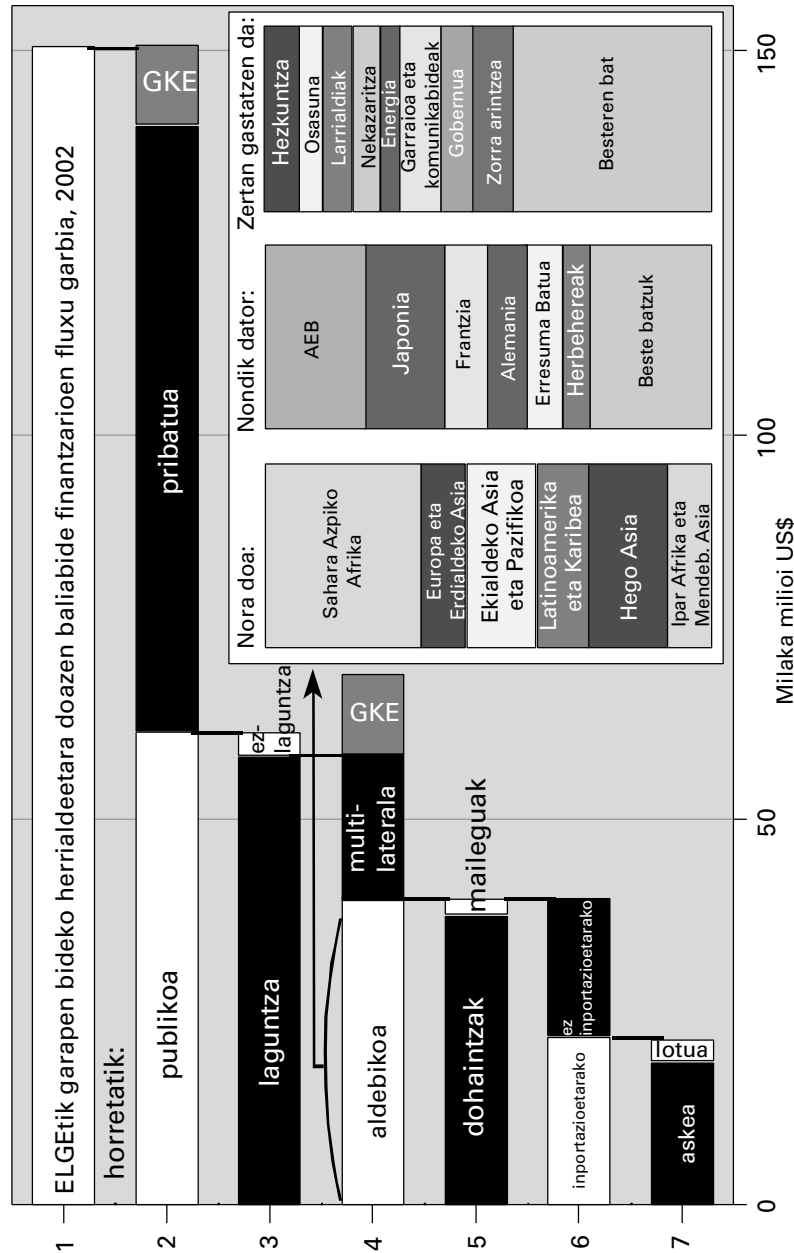 ELGEtik garapen bideko herrialdeetara doazen baliabide finantzarioen fluxu garbia, 2002
horretatik:
1
2
3
4
5
6
7
publikoa
pribatua
GKE
laguntza
ez-
laguntza
aldebikoa
multi-
laterala
GKE
dohaintzak
maileguak
inportazioetarako
ez
inportazioetarako
askea
lotua
Nora doa:
Sahara Azpiko
Afrika
Europa eta
Erdialdeko Asia
Ekialdeko Asia
eta Pazifikoa
Latinoamerika
eta Karibea
Hego Asia
Ipar Afrika eta
Mendeb. Asia
Nondik dator:
AEB
Japonia
Frantzia
Alemania
Erresuma Batua
Herbehereak
Beste batzuk
Zertan gastatzen da:
Hezkuntza
Osasuna
Larrialdiak
Nekazaritza
Energia
Garraioa eta
komunikabideak
Gobernua
Zorra arintzea
Besteren bat
0
50
100
150
Milaka milioi US$